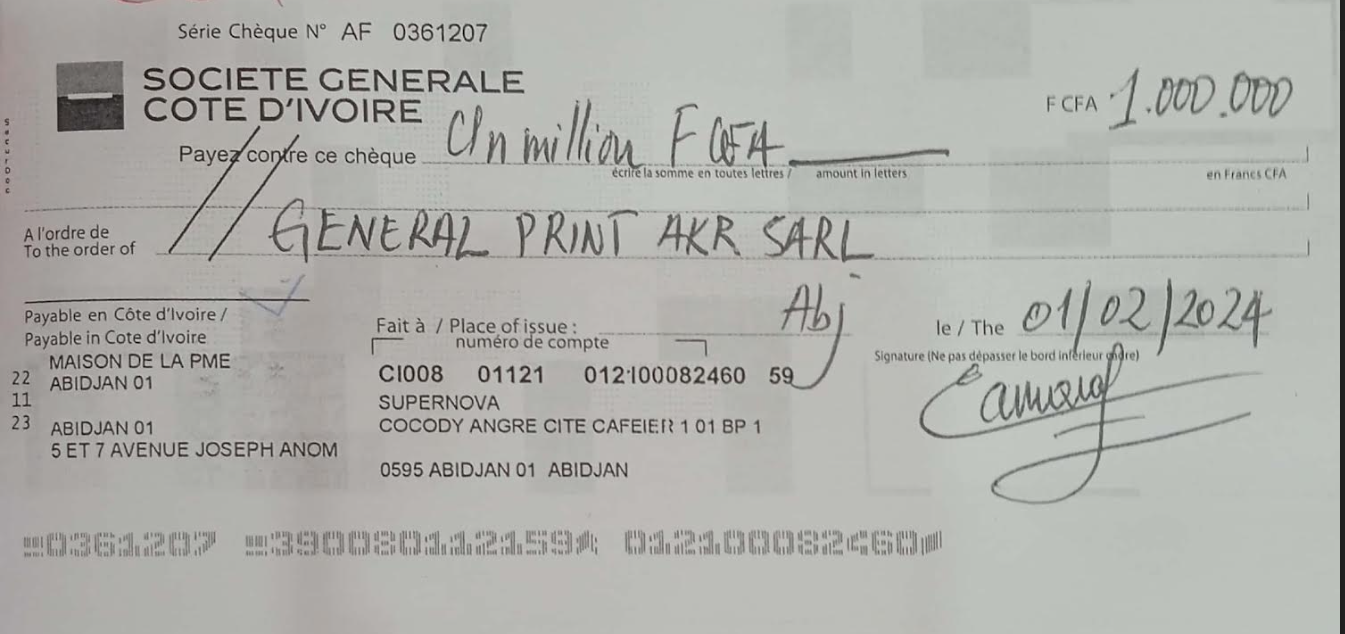 Série Chèque N° AF 0361207
SOCIETE GENERALE
COTE D'IVOIRE
F CFA 1.000.000
Payez contre ce chèque Un million F CFA
écrire la somme en toutes lettres / amount in letters
en Francs CFA
A l'ordre de
To the order of
GENERAL PRINT AKR SARL
Payable en Côte d'Ivoire /
Payable in Cote d'Ivoire
Fait à / Place of issue : Abj
le / The 01/02/2024
numéro de compte
Signature (Ne pas dépasser le bord inférieur cadre)
MAISON DE LA PME
22 ABIDJAN 01
11
23 ABIDJAN 01
5 ET 7 AVENUE JOSEPH ANOM
CI008 01121 012100082460 59
SUPERNOVA
COCODY ANGRE CITE CAFEIER 1 01 BP 1
0595 ABIDJAN 01 ABIDJAN
0361207 390080112159 012100082460
SecurDoc